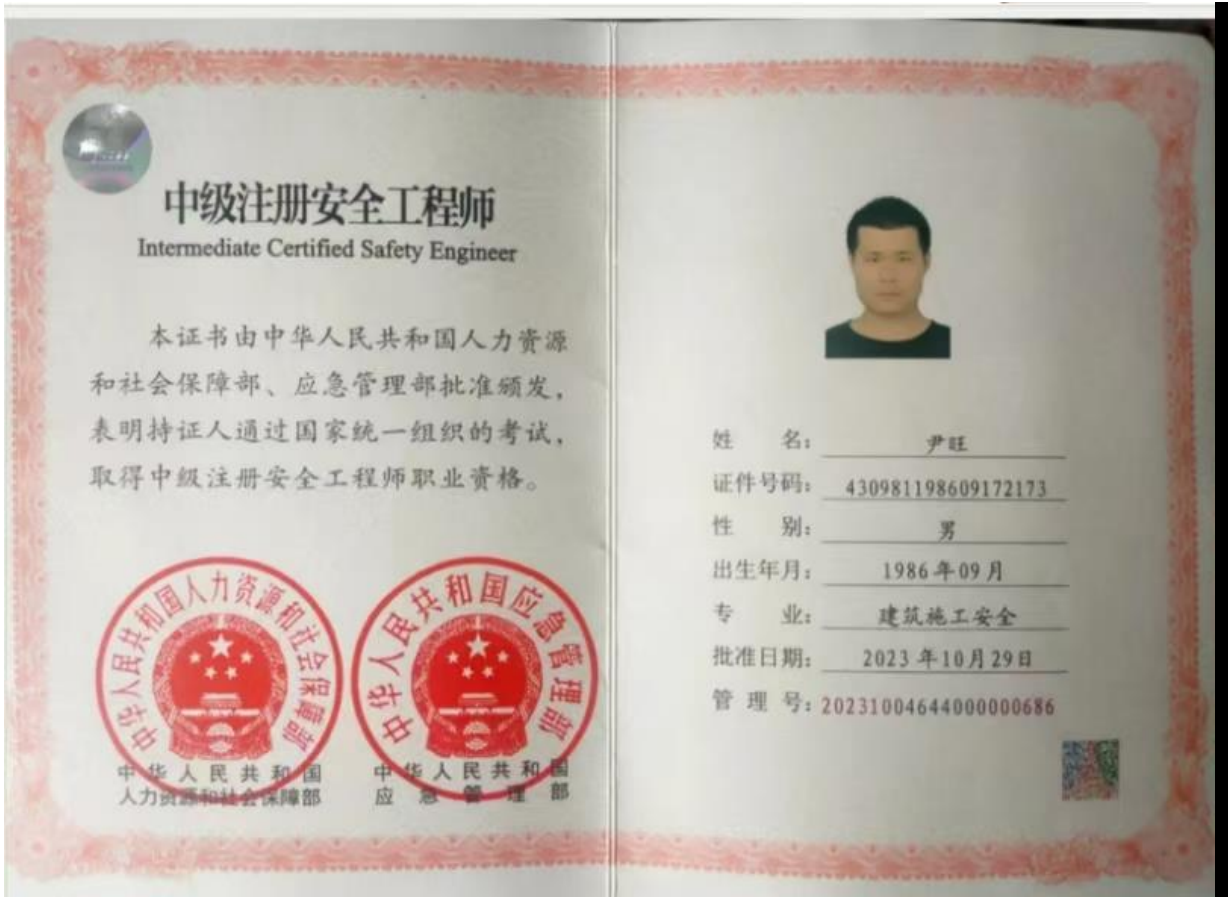 中级注册安全工程师
Intermediate Certified Safety Engineer
本证书由中华人民共和国人力资源
和社会保障部、应急管理部批准颁发，
表明持证人通过国家统一组织的考试，
取得中级注册安全工程师职业资格。
中华人民共和国人力资源和社会保障部
中华人民共和国应急管理部
中华人民共和国
人力资源和社会保障部
中华人民共和国
应急管理部
姓 名： 尹旺
证件号码： 430981198609172173
性 别： 男
出生年月： 1986年09月
专 业： 建筑施工安全
批准日期： 2023年10月29日
管 理 号： 20231004644000000686